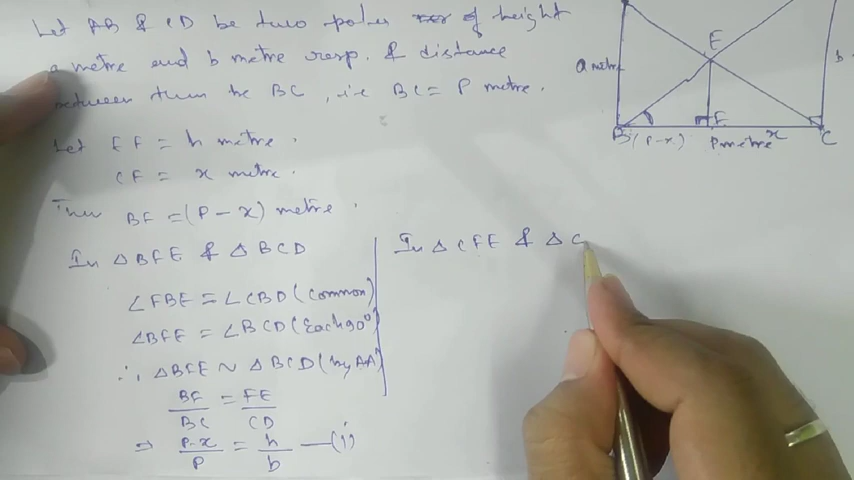 Let AB & CD be two poles of height
a metre and b metre resp. & distance
between them be BC, i.e BC = P metre.
Let EF = h metre.
CF = x metre.
Then BF = (P - x) metre.
In △BFE & △BCD
∠FBE = ∠CBD (Common)
∠BFE = ∠BCD (Each 90°)
∴, △BFE ~ △BCD (by AA)
BF/BC = FE/CD
⇒ P-x/P = h/b —(i)
In △CFE & △C
E
a metre
b
F
B (P-x) P metre x C